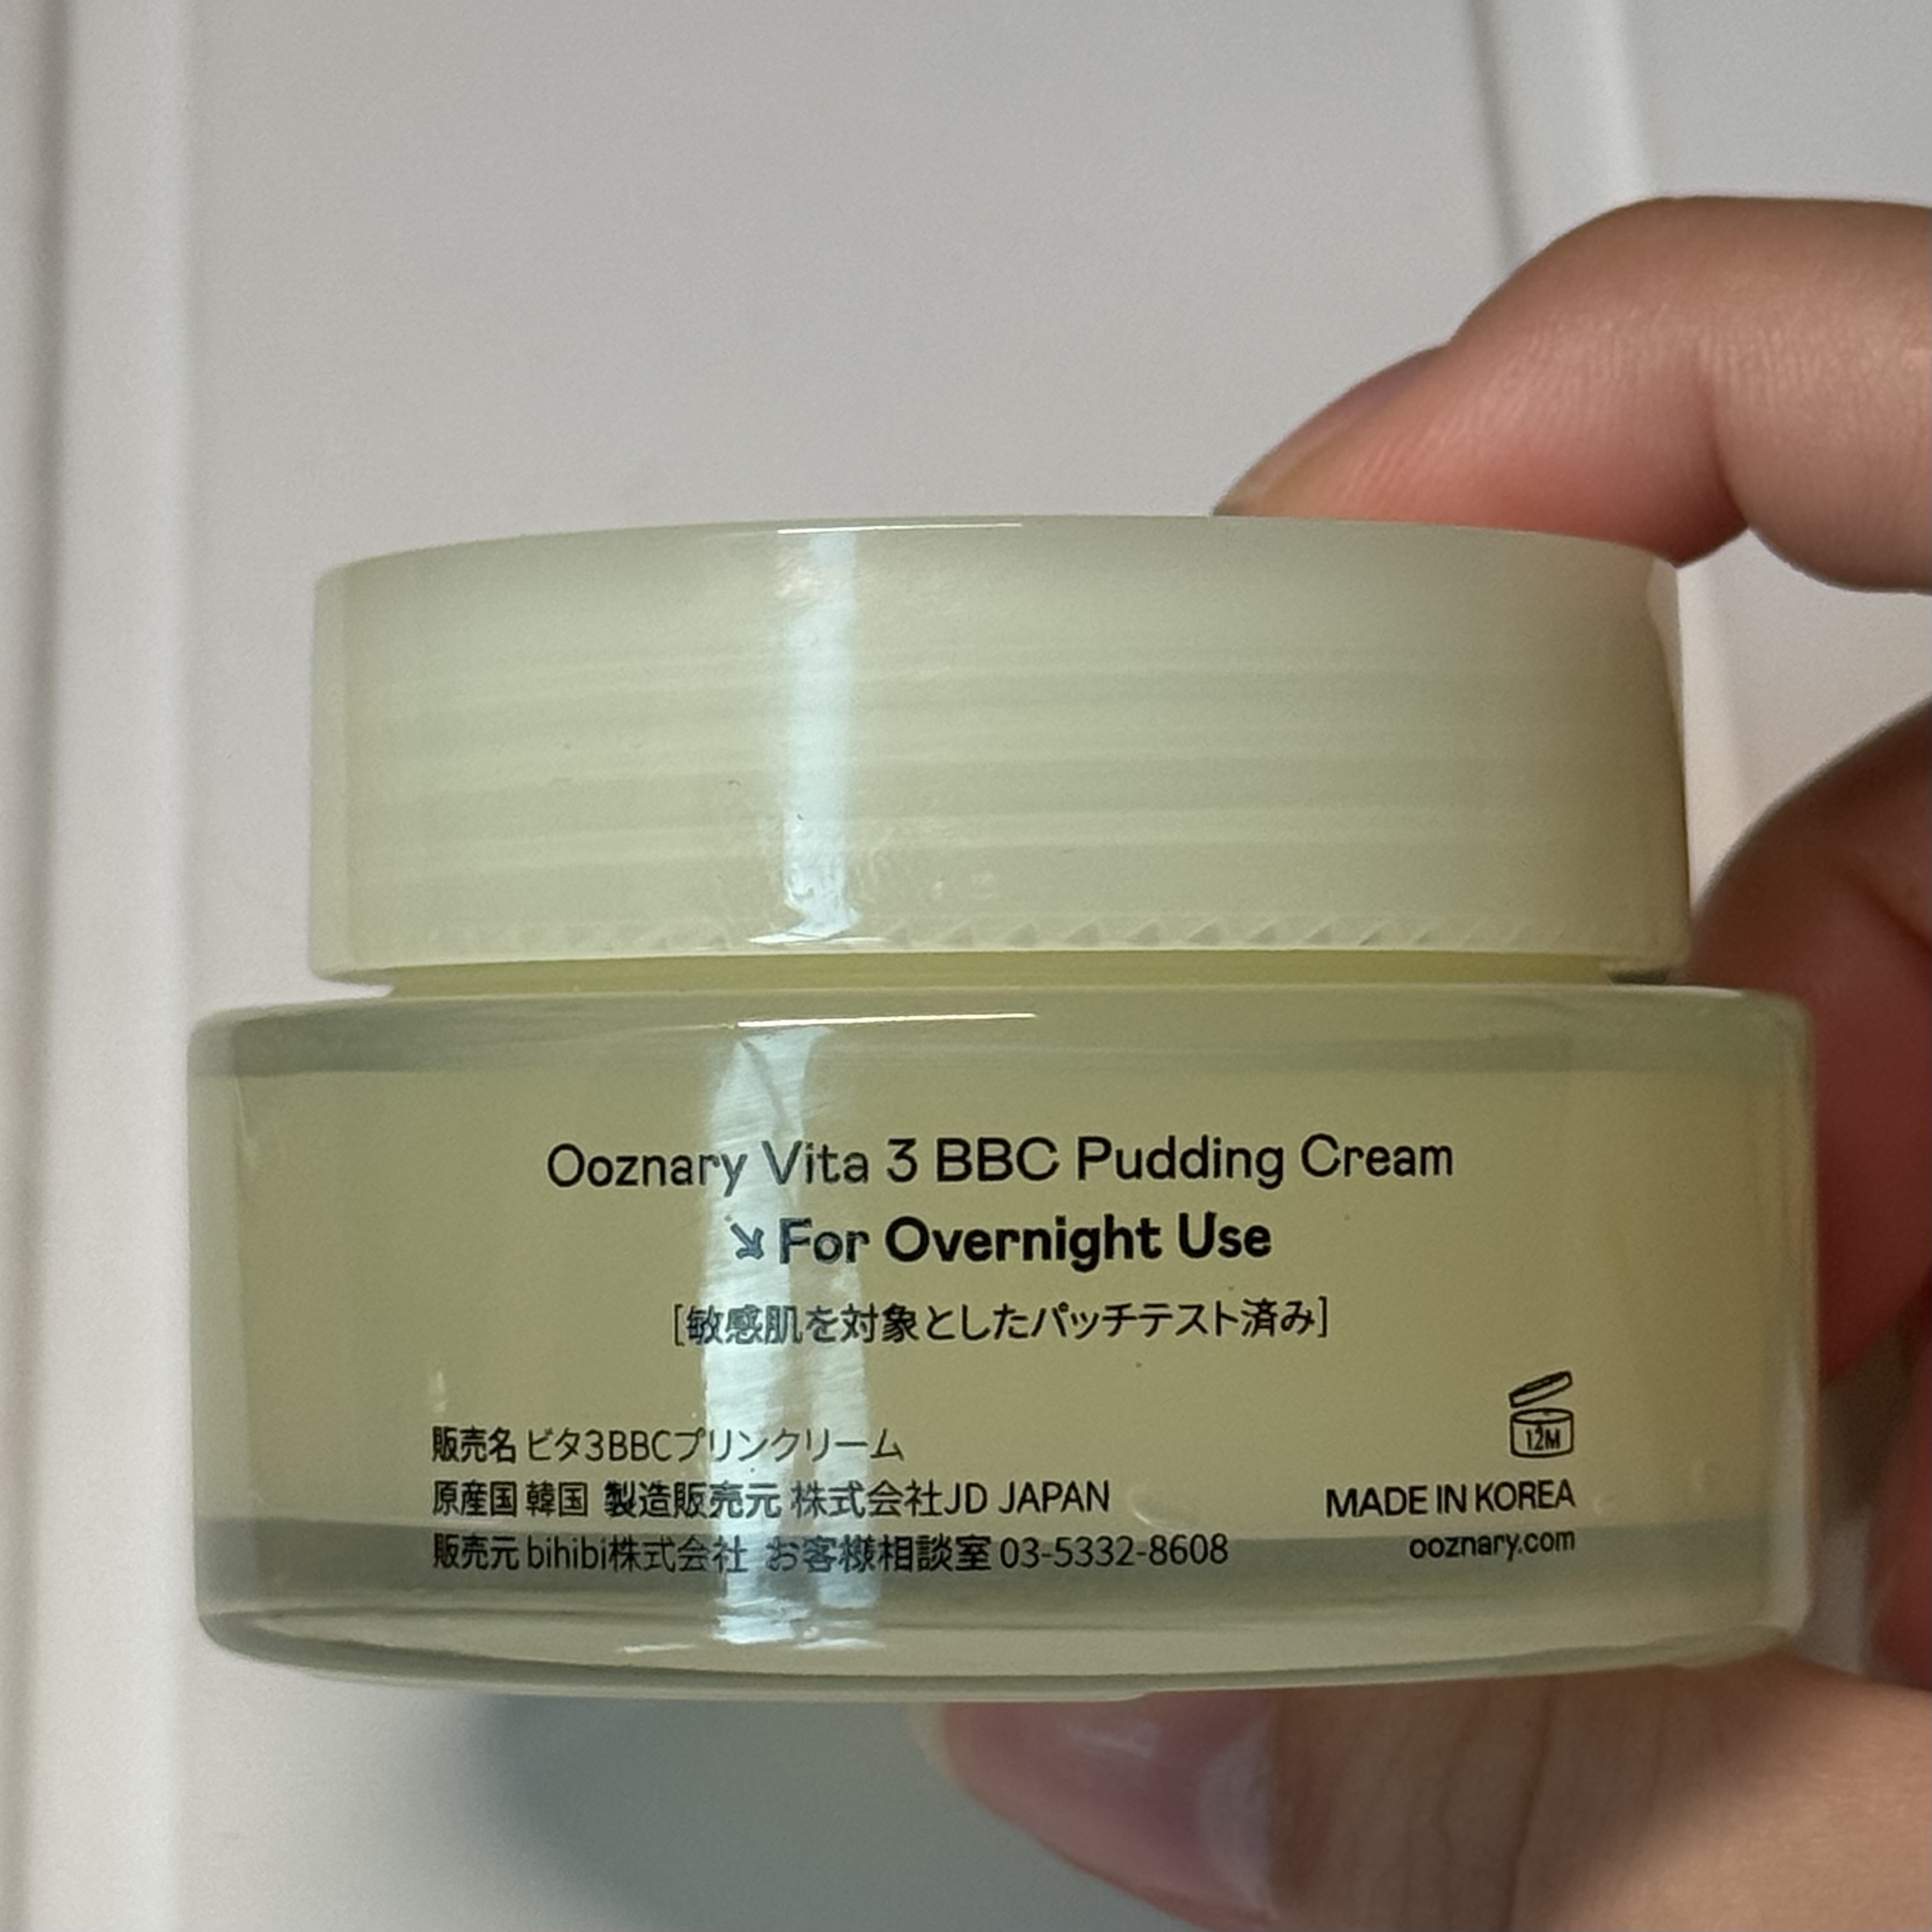 Ooznary Vita 3 BBC Pudding Cream
↘For Overnight Use
[敏感肌を対象としたパッチテスト済み]
販売名 ビタ3BBCプリンクリーム
原産国 韓国 製造販売元 株式会社JD JAPAN
販売元 bihibi株式会社 お客様相談室 03-5332-8608
12M
MADE IN KOREA
ooznary.com